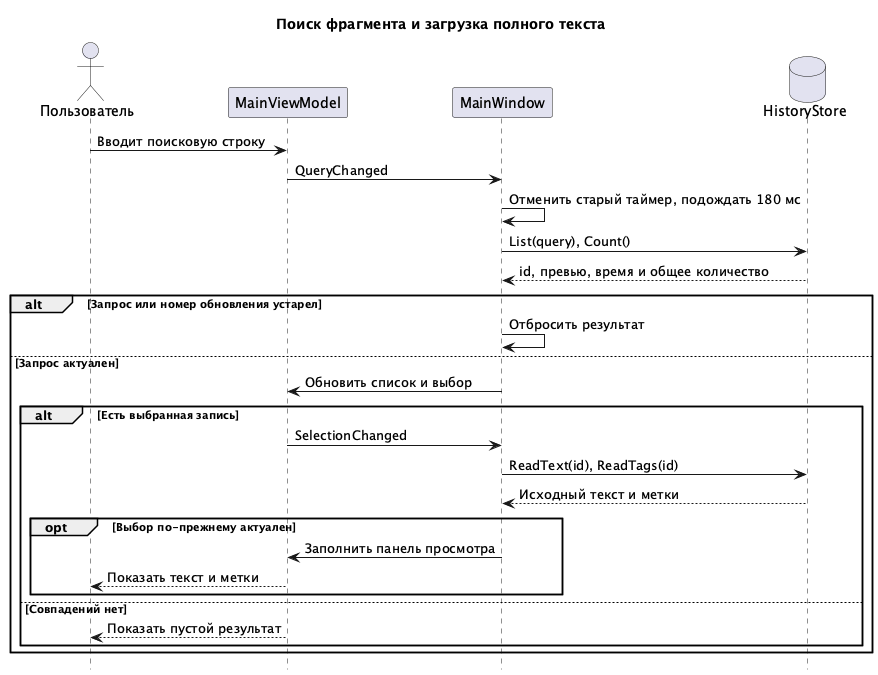 Поиск фрагмента и загрузка полного текста
Пользователь
MainViewModel
MainWindow
HistoryStore
Вводит поисковую строку
QueryChanged
Отменить старый таймер, подождать 180 мс
List(query), Count()
id, превью, время и общее количество
alt [Запрос или номер обновления устарел]
Отбросить результат
[Запрос актуален]
Обновить список и выбор
alt [Есть выбранная запись]
SelectionChanged
ReadText(id), ReadTags(id)
Исходный текст и метки
opt [Выбор по-прежнему актуален]
Заполнить панель просмотра
Показать текст и метки
[Совпадений нет]
Показать пустой результат